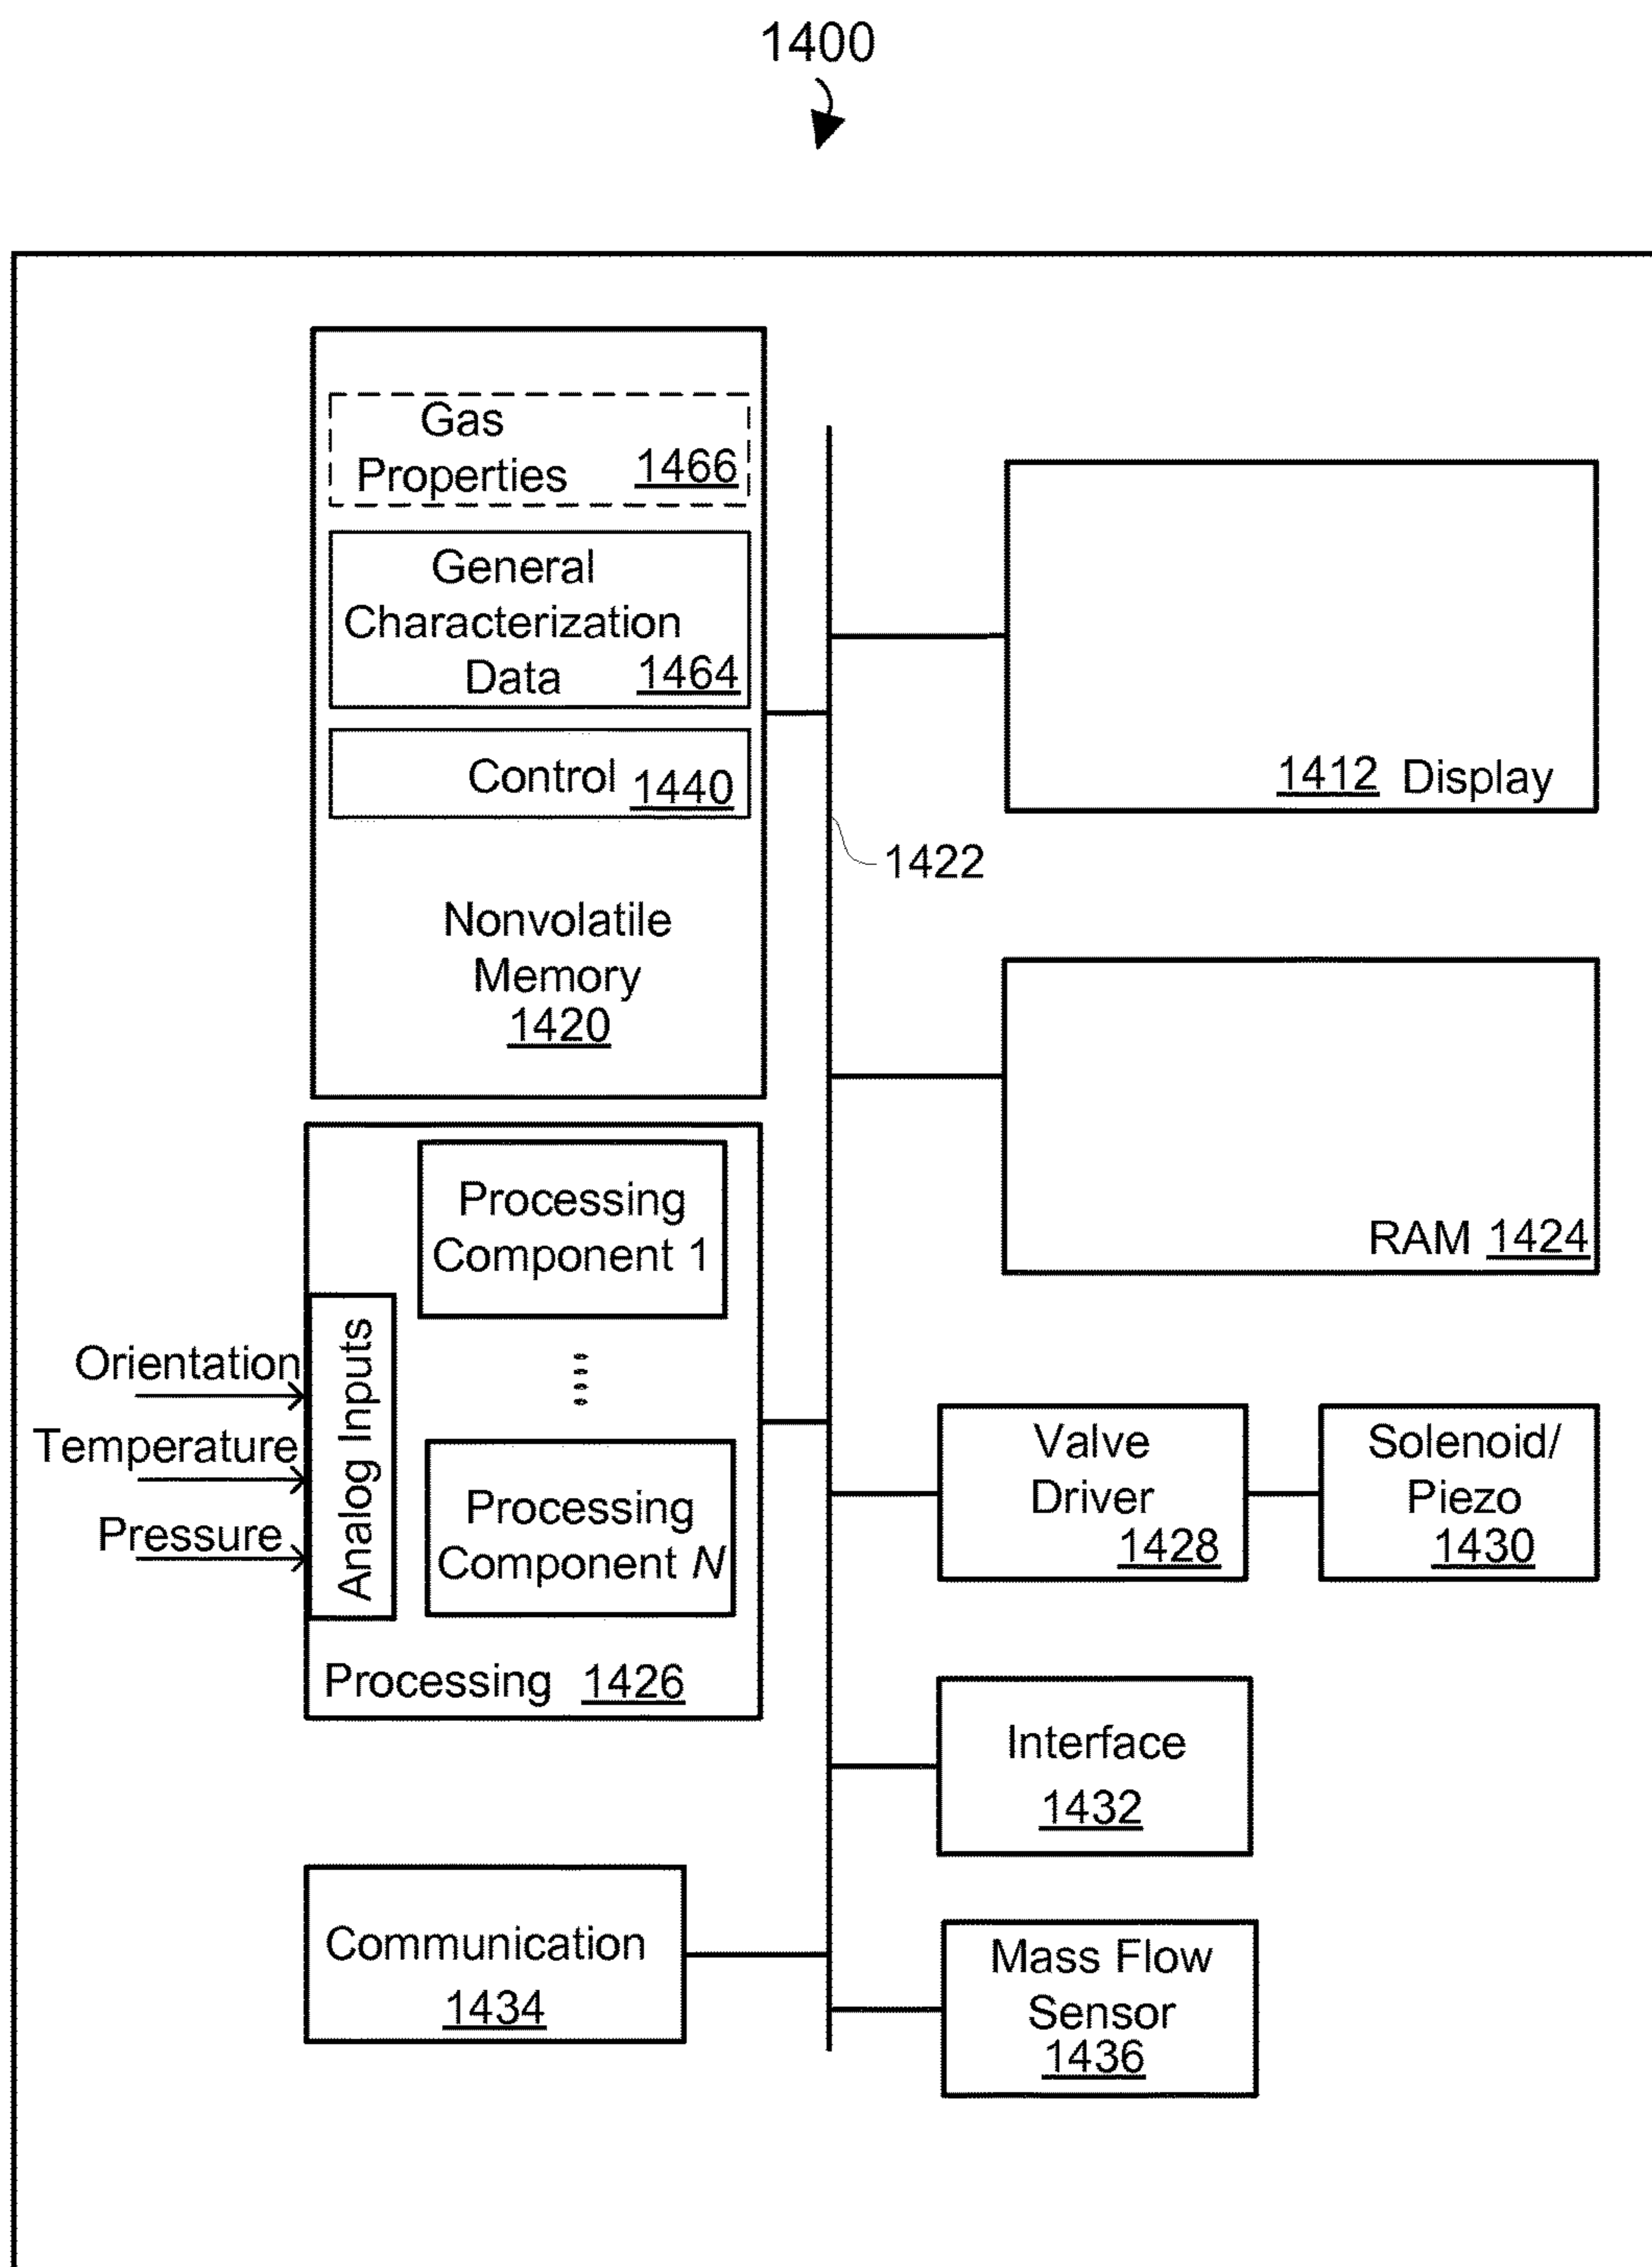 1400
Gas
Properties 1466
General
Characterization
Data 1464
Control 1440
Nonvolatile
Memory
1420
1412 Display
1422
RAM 1424
Processing
Component 1
Orientation
Temperature
Pressure
Analog Inputs
Processing
Component N
Processing 1426
Valve
Driver
1428
Solenoid/
Piezo
1430
Interface
1432
Communication
1434
Mass Flow
Sensor
1436